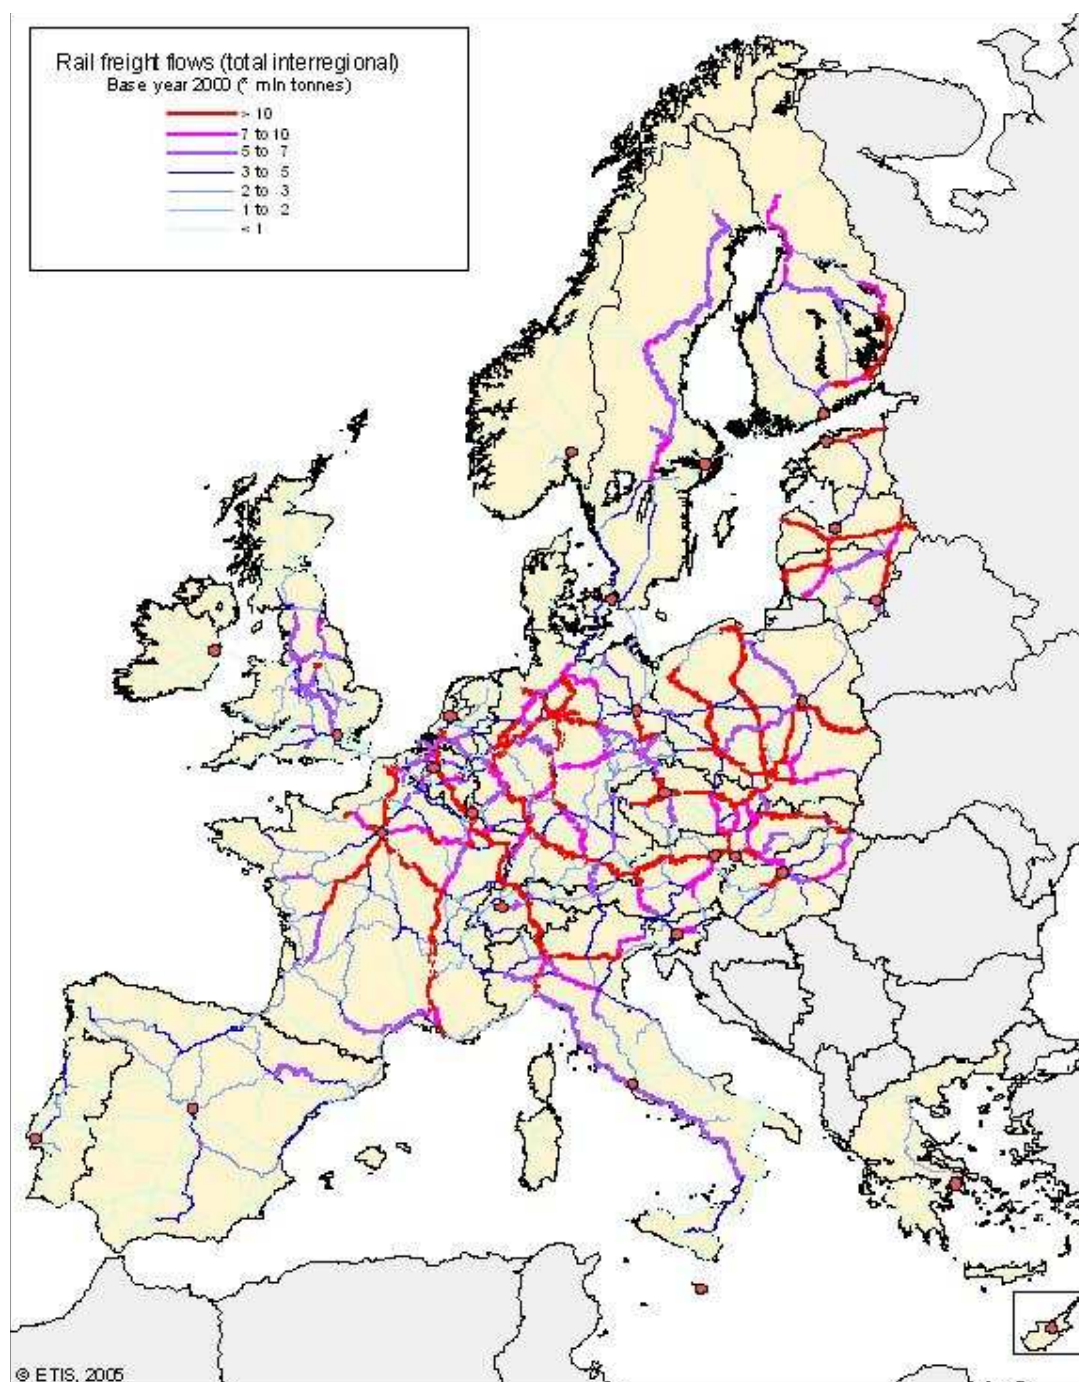 Rail freight flows (total interregional)
Base year 2000 (* mln tonnes)
> 10
7 to 10
5 to 7
3 to 5
2 to 3
1 to 2
< 1
© ETIS, 2005